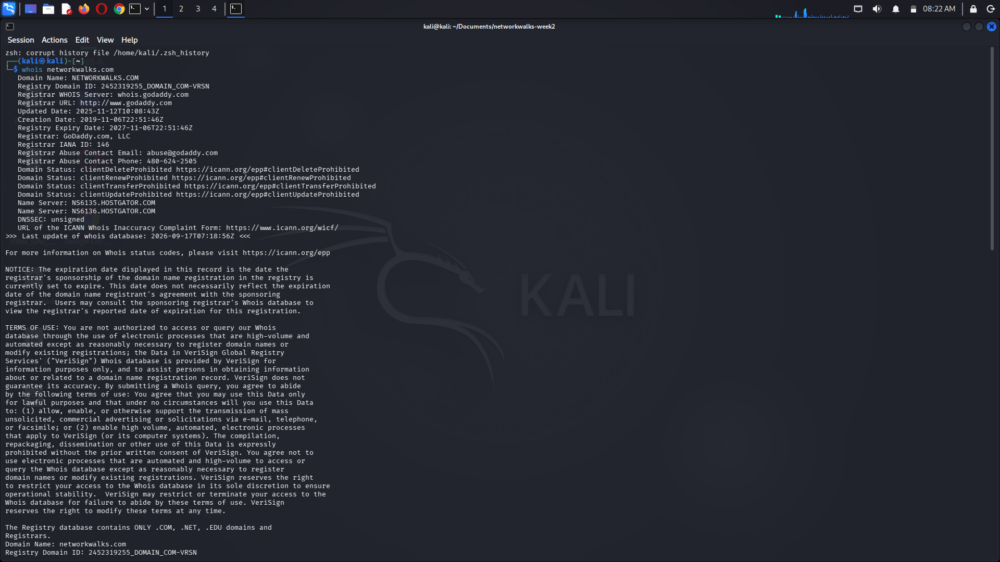 1 2 3 4
08:22 AM
kali@kali: ~/Documents/networkwalks-week2
Session Actions Edit View Help
zsh: corrupt history file /home/kali/.zsh_history
┌──(kali㉿kali)-[~]
└─$ whois networkwalks.com
Domain Name: NETWORKWALKS.COM
Registry Domain ID: 2452319255_DOMAIN_COM-VRSN
Registrar WHOIS Server: whois.godaddy.com
Registrar URL: http://www.godaddy.com
Updated Date: 2025-11-12T10:08:43Z
Creation Date: 2019-11-06T22:51:46Z
Registry Expiry Date: 2027-11-06T22:51:46Z
Registrar: GoDaddy.com, LLC
Registrar IANA ID: 146
Registrar Abuse Contact Email: abuse@godaddy.com
Registrar Abuse Contact Phone: 480-624-2505
Domain Status: clientDeleteProhibited https://icann.org/epp#clientDeleteProhibited
Domain Status: clientRenewProhibited https://icann.org/epp#clientRenewProhibited
Domain Status: clientTransferProhibited https://icann.org/epp#clientTransferProhibited
Domain Status: clientUpdateProhibited https://icann.org/epp#clientUpdateProhibited
Name Server: NS6135.HOSTGATOR.COM
Name Server: NS6136.HOSTGATOR.COM
DNSSEC: unsigned
URL of the ICANN Whois Inaccuracy Complaint Form: https://www.icann.org/wicf/
>>> Last update of whois database: 2026-09-17T07:18:56Z <<<
For more information on Whois status codes, please visit https://icann.org/epp
NOTICE: The expiration date displayed in this record is the date the
registrar's sponsorship of the domain name registration in the registry is
currently set to expire. This date does not necessarily reflect the expiration
date of the domain name registrant's agreement with the sponsoring
registrar.  Users may consult the sponsoring registrar's Whois database to
view the registrar's reported date of expiration for this registration.
TERMS OF USE: You are not authorized to access or query our Whois
database through the use of electronic processes that are high-volume and
automated except as reasonably necessary to register domain names or
modify existing registrations; the Data in VeriSign Global Registry
Services' ("VeriSign") Whois database is provided by VeriSign for
information purposes only, and to assist persons in obtaining information
about or related to a domain name registration record. VeriSign does not
guarantee its accuracy. By submitting a Whois query, you agree to abide
by the following terms of use: You agree that you may use this Data only
for lawful purposes and that under no circumstances will you use this Data
to: (1) allow, enable, or otherwise support the transmission of mass
unsolicited, commercial advertising or solicitations via e-mail, telephone,
or facsimile; or (2) enable high volume, automated, electronic processes
that apply to VeriSign (or its computer systems). The compilation,
repackaging, dissemination or other use of this Data is expressly
prohibited without the prior written consent of VeriSign. You agree not to
use electronic processes that are automated and high-volume to access or
query the Whois database except as reasonably necessary to register
domain names or modify existing registrations. VeriSign reserves the right
to restrict your access to the Whois database in its sole discretion to ensure
operational stability.  VeriSign may restrict or terminate your access to the
Whois database for failure to abide by these terms of use. VeriSign
reserves the right to modify these terms at any time.
The Registry database contains ONLY .COM, .NET, .EDU domains and
Registrars.
Domain Name: networkwalks.com
Registry Domain ID: 2452319255_DOMAIN_COM-VRSN
KALI